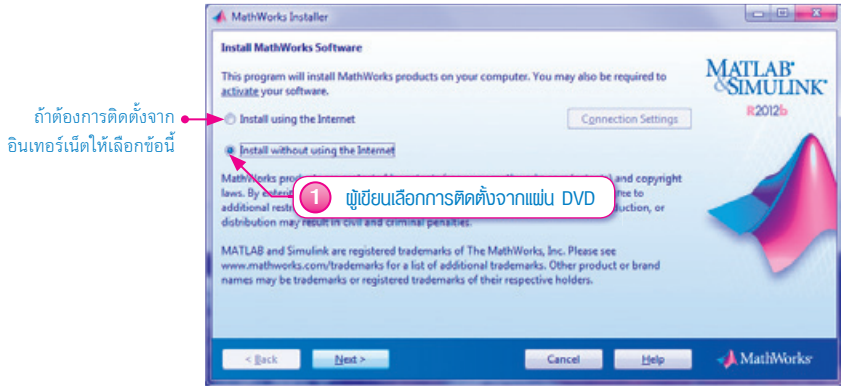 MathWorks Installer
Install MathWorks Software
This program will install MathWorks products on your computer. You may also be required to
activate your software.
ถ้าต้องการติดตั้งจาก
อินเทอร์เน็ตให้เลือกข้อนี้
Install using the Internet
Connection Settings
Install without using the Internet
1 ผู้เขียนเลือกการติดตั้งจากแผ่น DVD
MathWorks and copyright
laws. By
additional or
distribution may result in civil and criminal penalties.
MATLAB and Simulink are registered trademarks of The MathWorks, Inc. Please see
www.mathworks.com/trademarks for a list of additional trademarks. Other product or brand
names may be trademarks or registered trademarks of their respective holders.
MATLAB®
&SIMULINK®
R2012b
< Back
Next >
Cancel
Help
MathWorks®